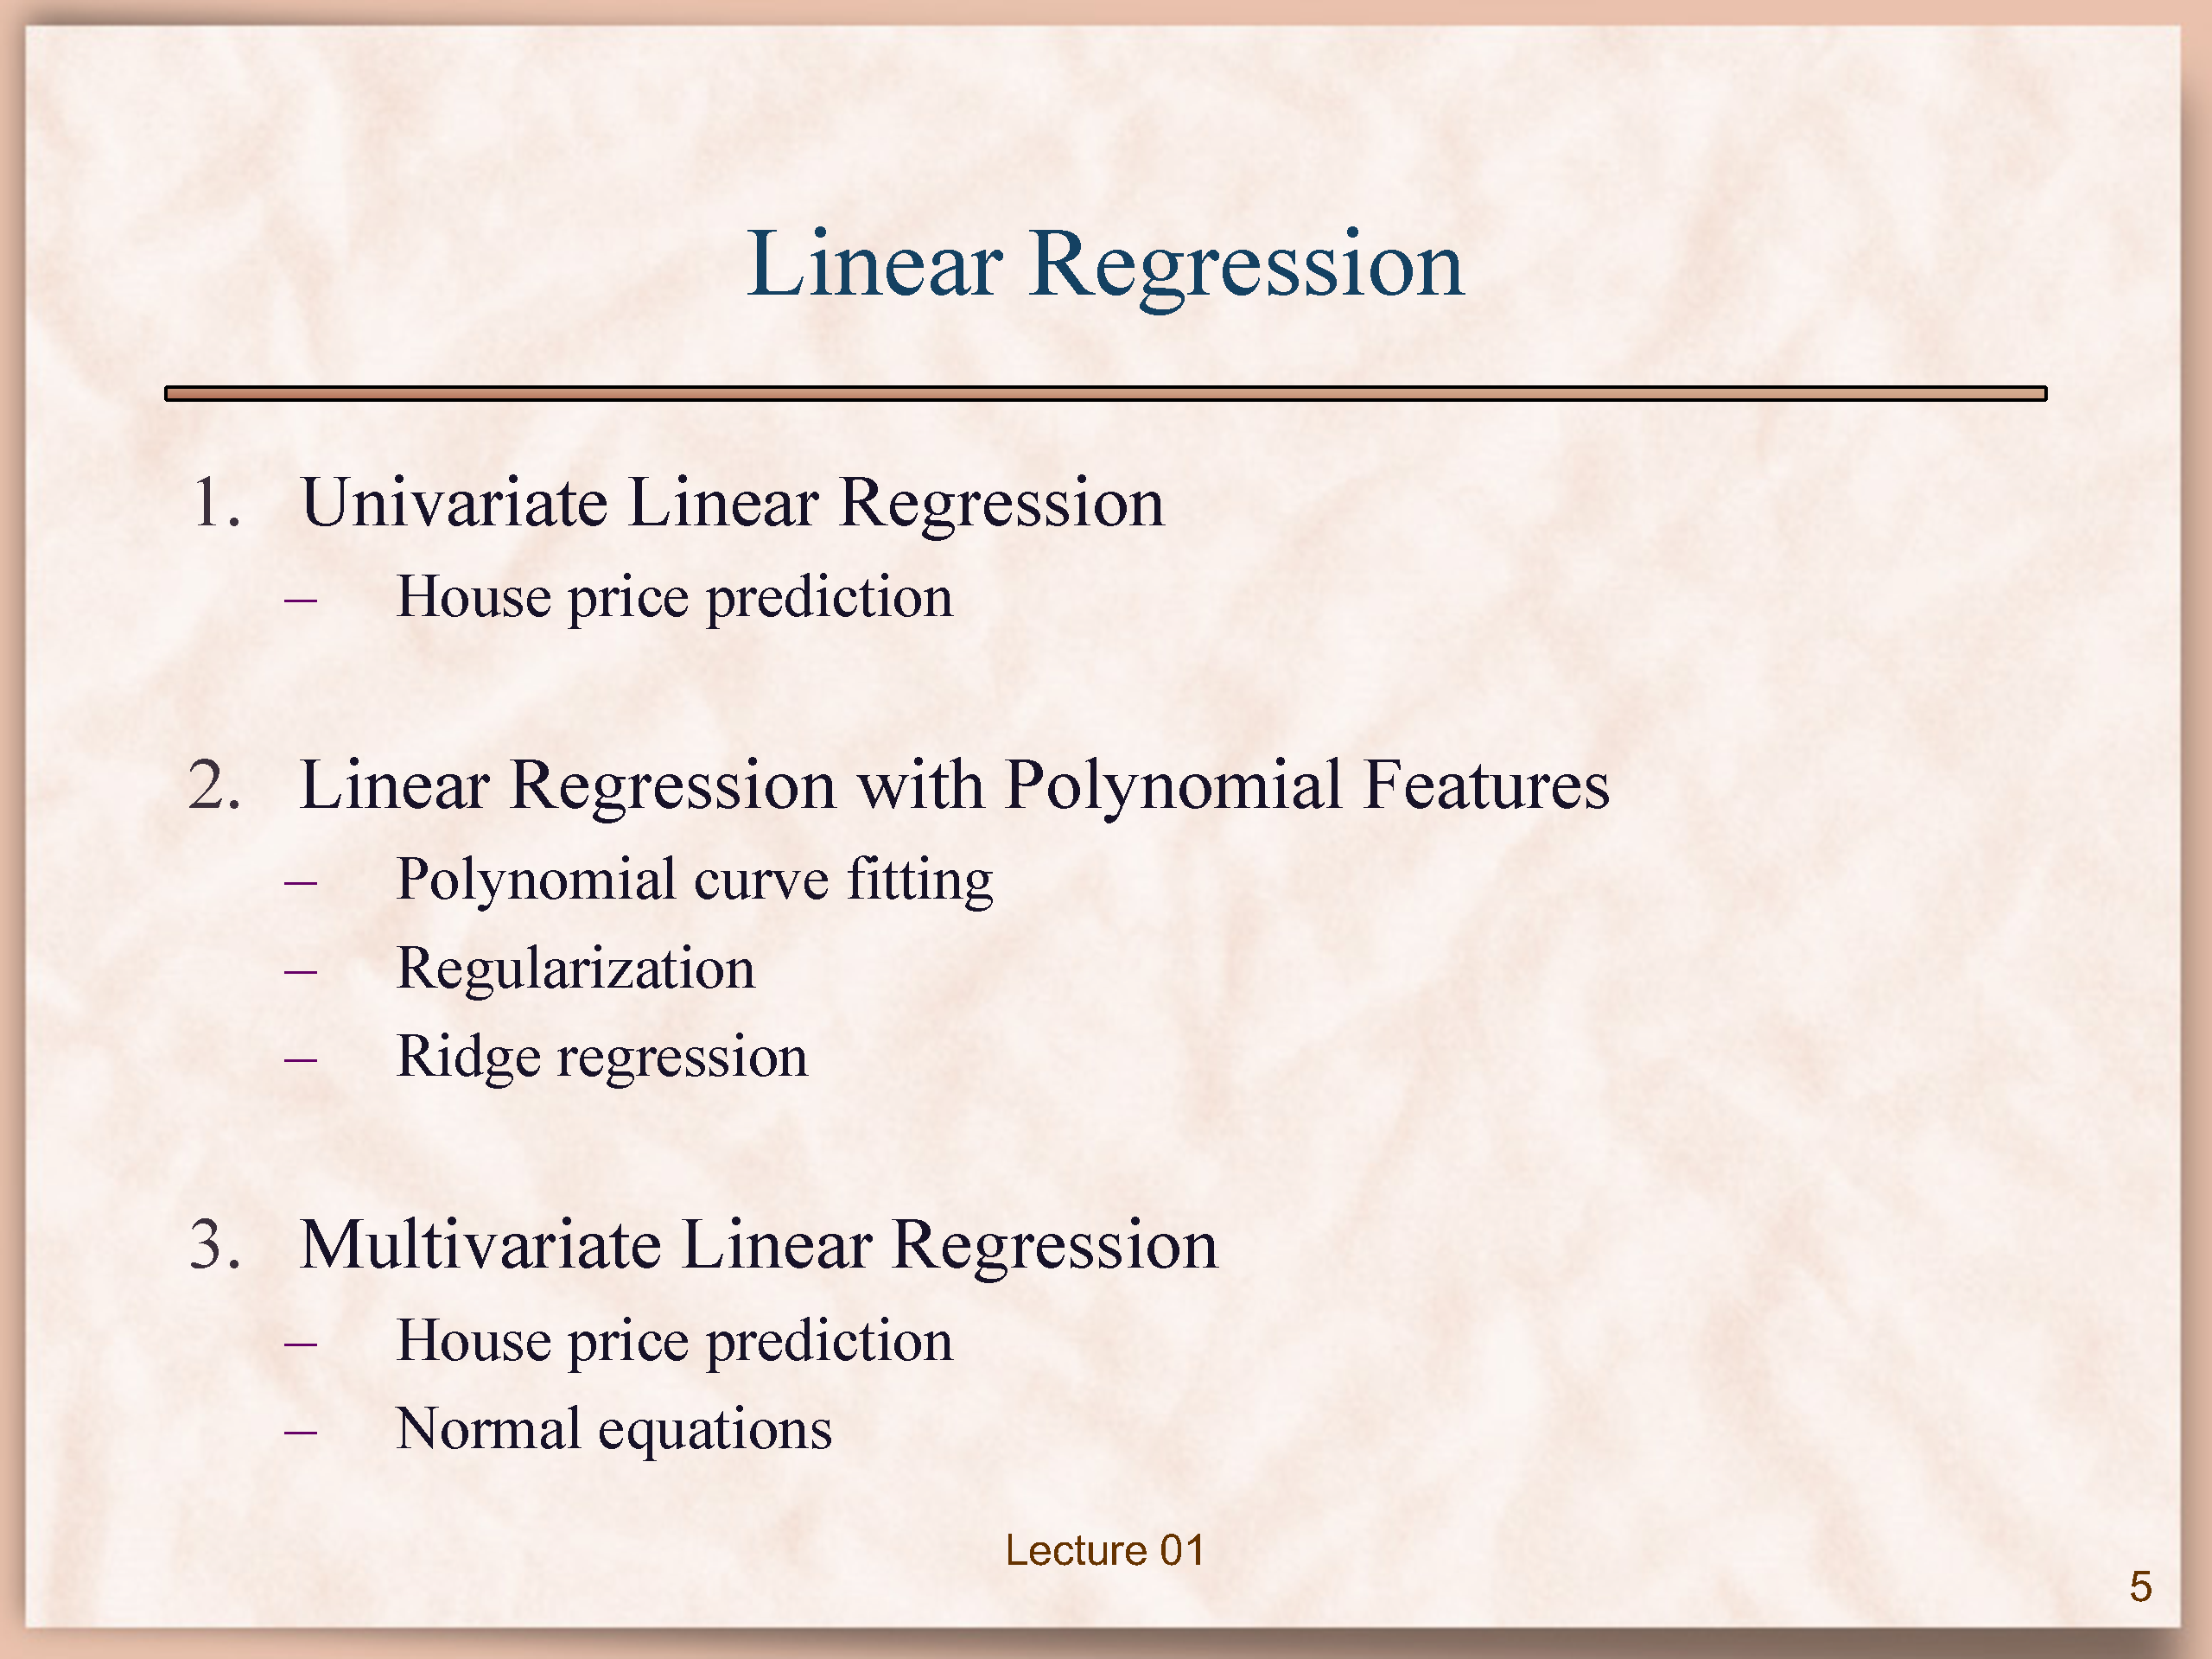 Linear Regression
1. Univariate Linear Regression
– House price prediction
2. Linear Regression with Polynomial Features
– Polynomial curve fitting
– Regularization
– Ridge regression
3. Multivariate Linear Regression
– House price prediction
– Normal equations
Lecture 01
5